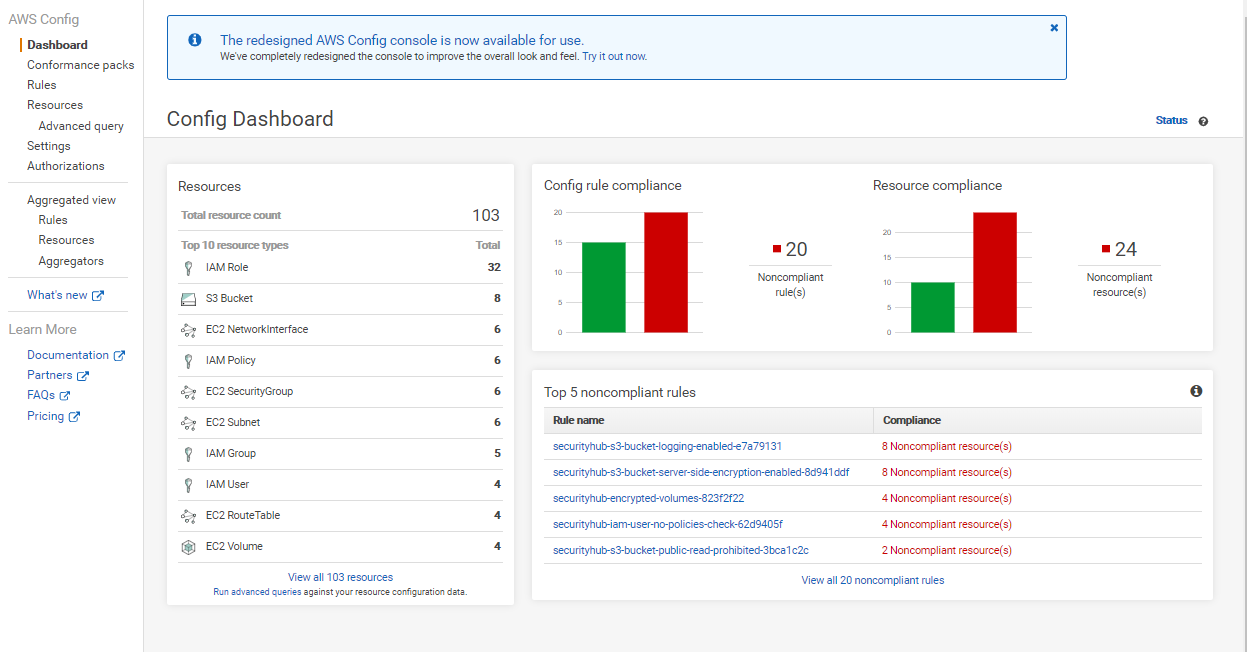 AWS Config
Dashboard
Conformance packs
Rules
Resources
Advanced query
Settings
Authorizations
Aggregated view
Rules
Resources
Aggregators
What's new
Learn More
Documentation
Partners
FAQs
Pricing
The redesigned AWS Config console is now available for use.
We've completely redesigned the console to improve the overall look and feel. Try it out now.
Config Dashboard
Status
Resources
Total resource count 103
Top 10 resource types Total
IAM Role 32
S3 Bucket 8
EC2 NetworkInterface 6
IAM Policy 6
EC2 SecurityGroup 6
EC2 Subnet 6
IAM Group 5
IAM User 4
EC2 RouteTable 4
EC2 Volume 4
View all 103 resources
Run advanced queries against your resource configuration data.
Config rule compliance
20
15
10
5
0
20
Noncompliant
rule(s)
Resource compliance
20
15
10
5
0
24
Noncompliant
resource(s)
Top 5 noncompliant rules
Rule name Compliance
securityhub-s3-bucket-logging-enabled-e7a79131 8 Noncompliant resource(s)
securityhub-s3-bucket-server-side-encryption-enabled-8d941ddf 8 Noncompliant resource(s)
securityhub-encrypted-volumes-823f2f22 4 Noncompliant resource(s)
securityhub-iam-user-no-policies-check-62d9405f 4 Noncompliant resource(s)
securityhub-s3-bucket-public-read-prohibited-3bca1c2c 2 Noncompliant resource(s)
View all 20 noncompliant rules